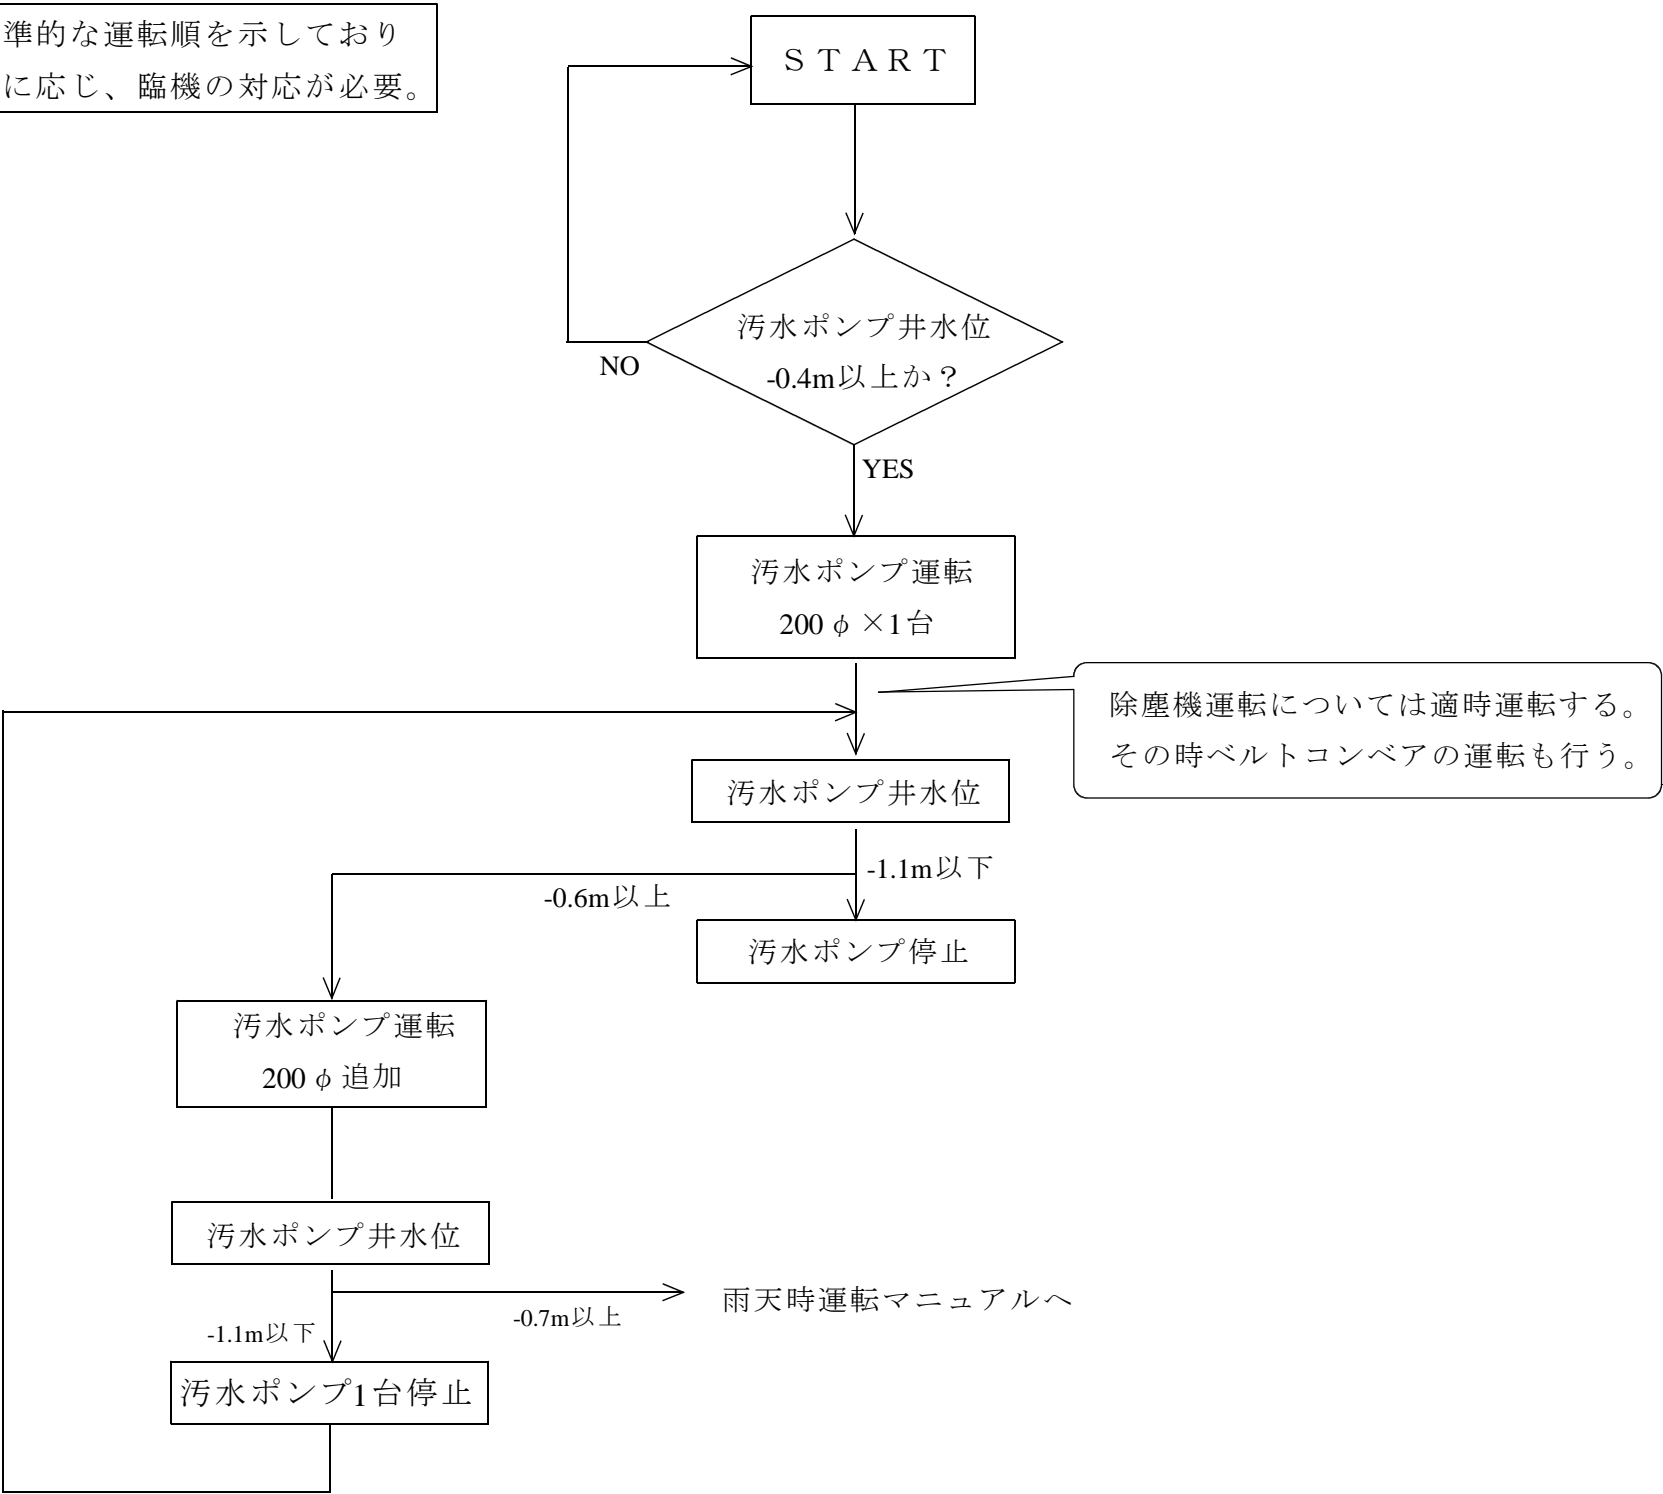 準的な運転順を示しており
に応じ、臨機の対応が必要。
ＳＴＡＲＴ
汚水ポンプ井水位
-0.4m以上か？
NO
YES
汚水ポンプ運転
200φ×1台
除塵機運転については適時運転する。
その時ベルトコンベアの運転も行う。
汚水ポンプ井水位
-1.1m以下
-0.6m以上
汚水ポンプ停止
汚水ポンプ運転
200φ追加
汚水ポンプ井水位
雨天時運転マニュアルへ
-0.7m以上
-1.1m以下
汚水ポンプ1台停止